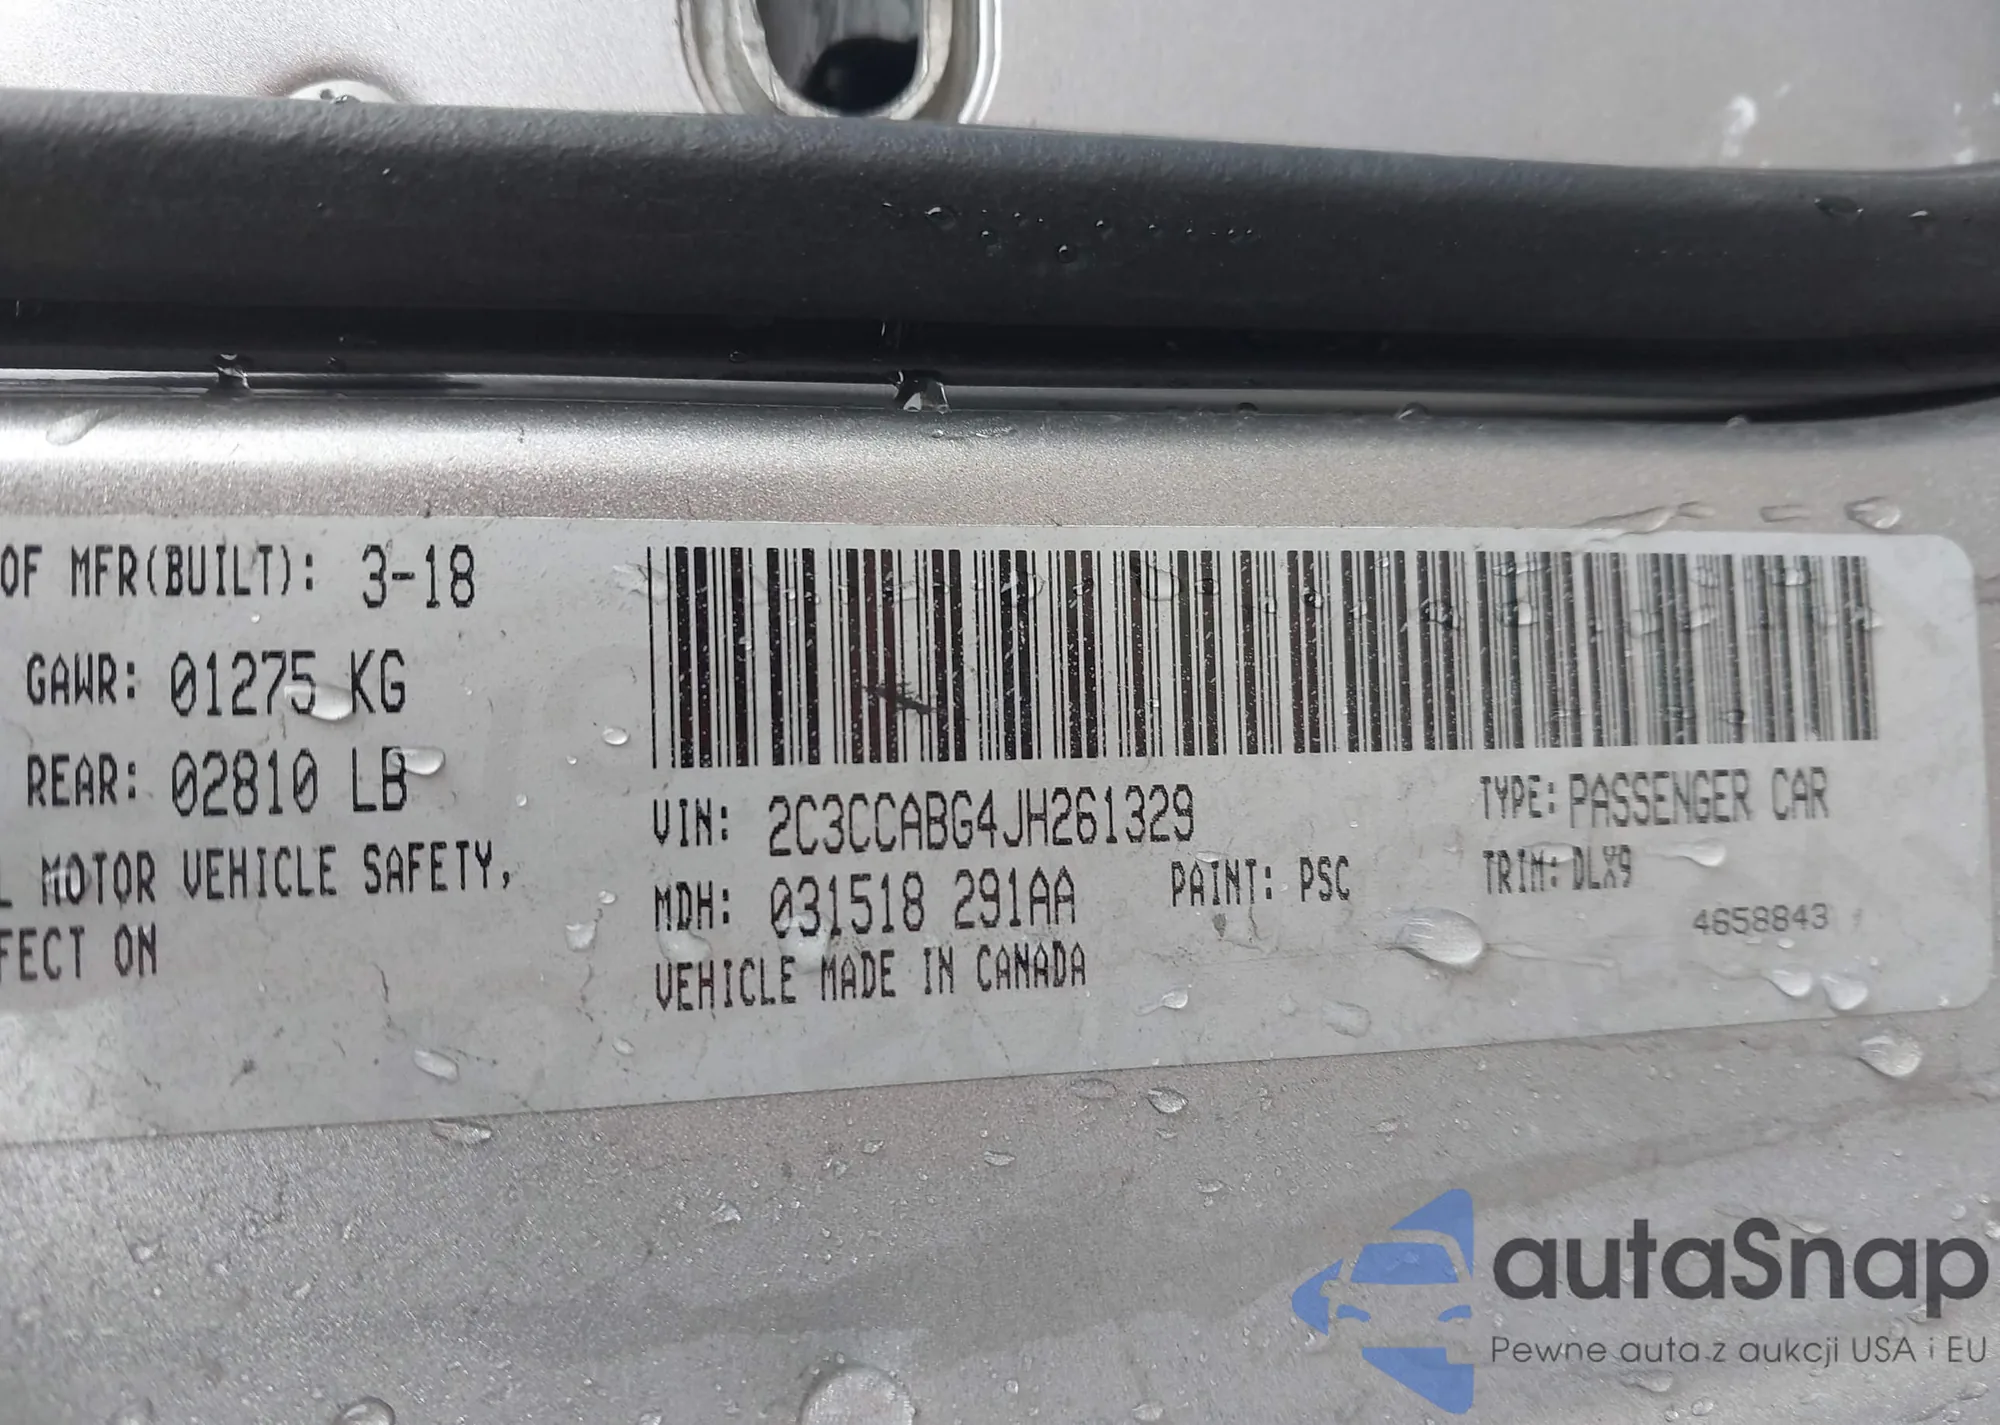 OF MFR(BUILT): 3-18
GAWR: 01275 KG
REAR: 02810 LB
L MOTOR VEHICLE SAFETY,
FECT ON
VIN: 2C3CCABG4JH261329
TYPE: PASSENGER CAR
MDH: 031518 291AA
PAINT: PSC
TRIM: DLX9
4658843
VEHICLE MADE IN CANADA
autaSnap
Pewne auta z aukcji USA i EU